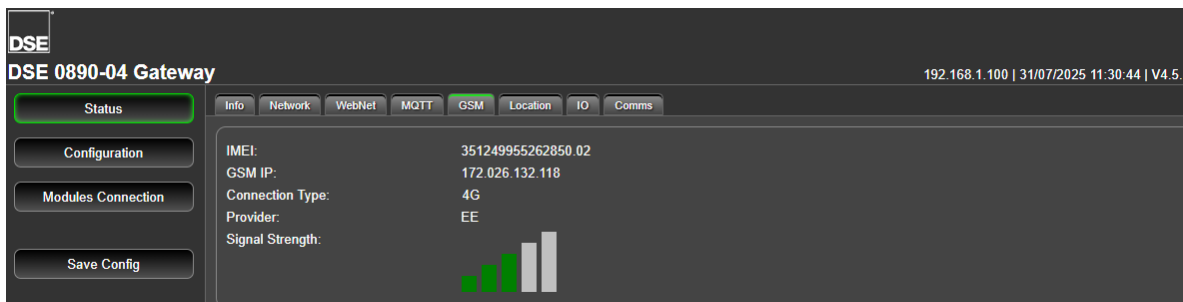 DSE
DSE 0890-04 Gateway
192.168.1.100 | 31/07/2025 11:30:44 | V4.5.
Status
Info Network WebNet MQTT GSM Location IO Comms
Configuration
Modules Connection
Save Config
IMEI: 351249955262850.02
GSM IP: 172.026.132.118
Connection Type: 4G
Provider: EE
Signal Strength: